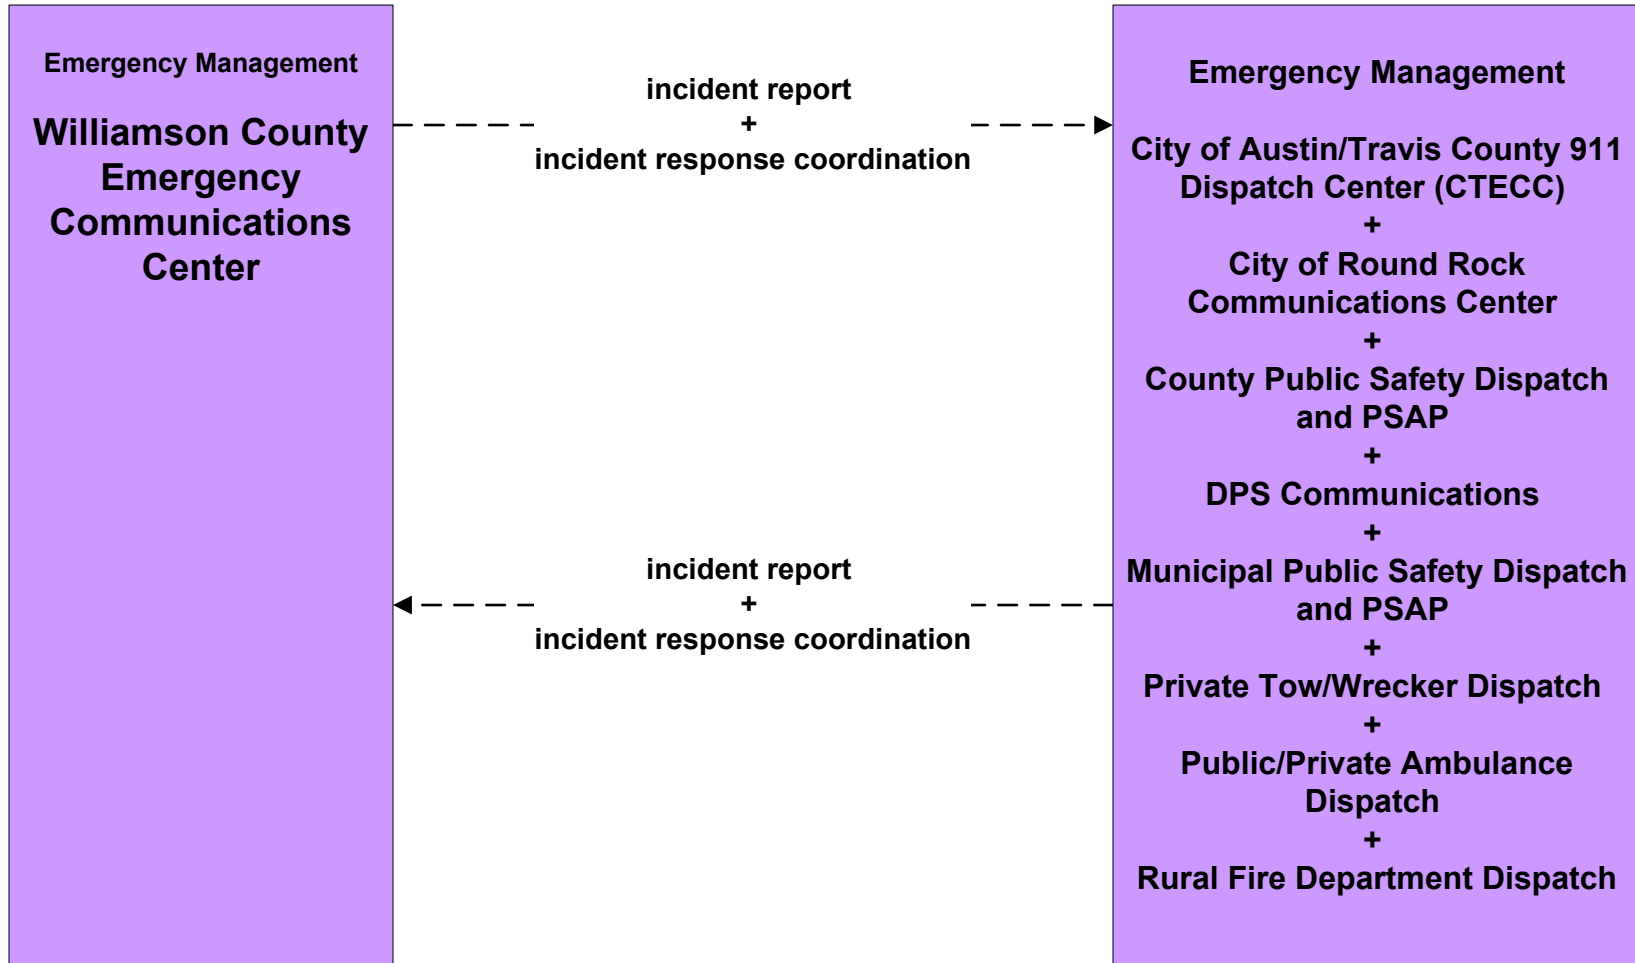 Emergency Management
Williamson County
Emergency
Communications
Center
incident report
+
incident response coordination
incident report
+
incident response coordination
Emergency Management
City of Austin/Travis County 911
Dispatch Center (CTECC)
+
City of Round Rock
Communications Center
+
County Public Safety Dispatch
and PSAP
+
DPS Communications
+
Municipal Public Safety Dispatch
and PSAP
+
Private Tow/Wrecker Dispatch
+
Public/Private Ambulance
Dispatch
+
Rural Fire Department Dispatch